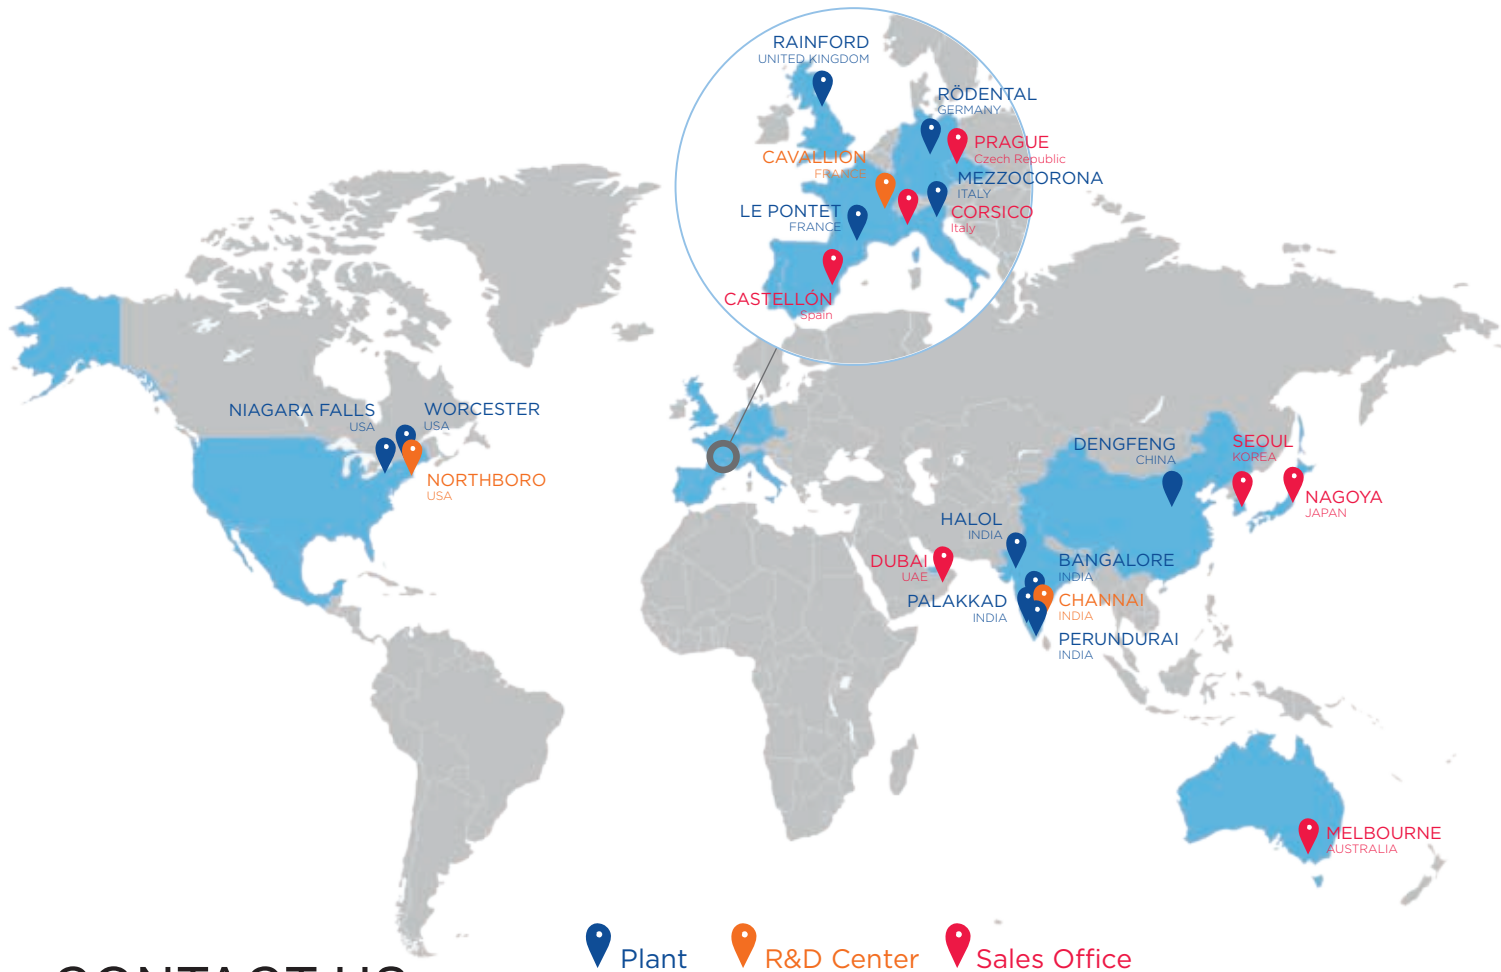 RAINFORD
UNITED KINGDOM
RÖDENTAL
GERMANY
PRAGUE
Czech Republic
CAVALLION
FRANCE
MEZZOCORONA
ITALY
LE PONTET
FRANCE
CORSICO
Italy
CASTELLÓN
Spain
NIAGARA FALLS
USA
WORCESTER
USA
NORTHBORO
USA
DENGFENG
CHINA
SEOUL
KOREA
NAGOYA
JAPAN
HALOL
INDIA
DUBAI
UAE
BANGALORE
INDIA
PALAKKAD
INDIA
CHANNAI
INDIA
PERUNDURAI
INDIA
MELBOURNE
AUSTRALIA
Plant
R&D Center
Sales Office
CONTACT US